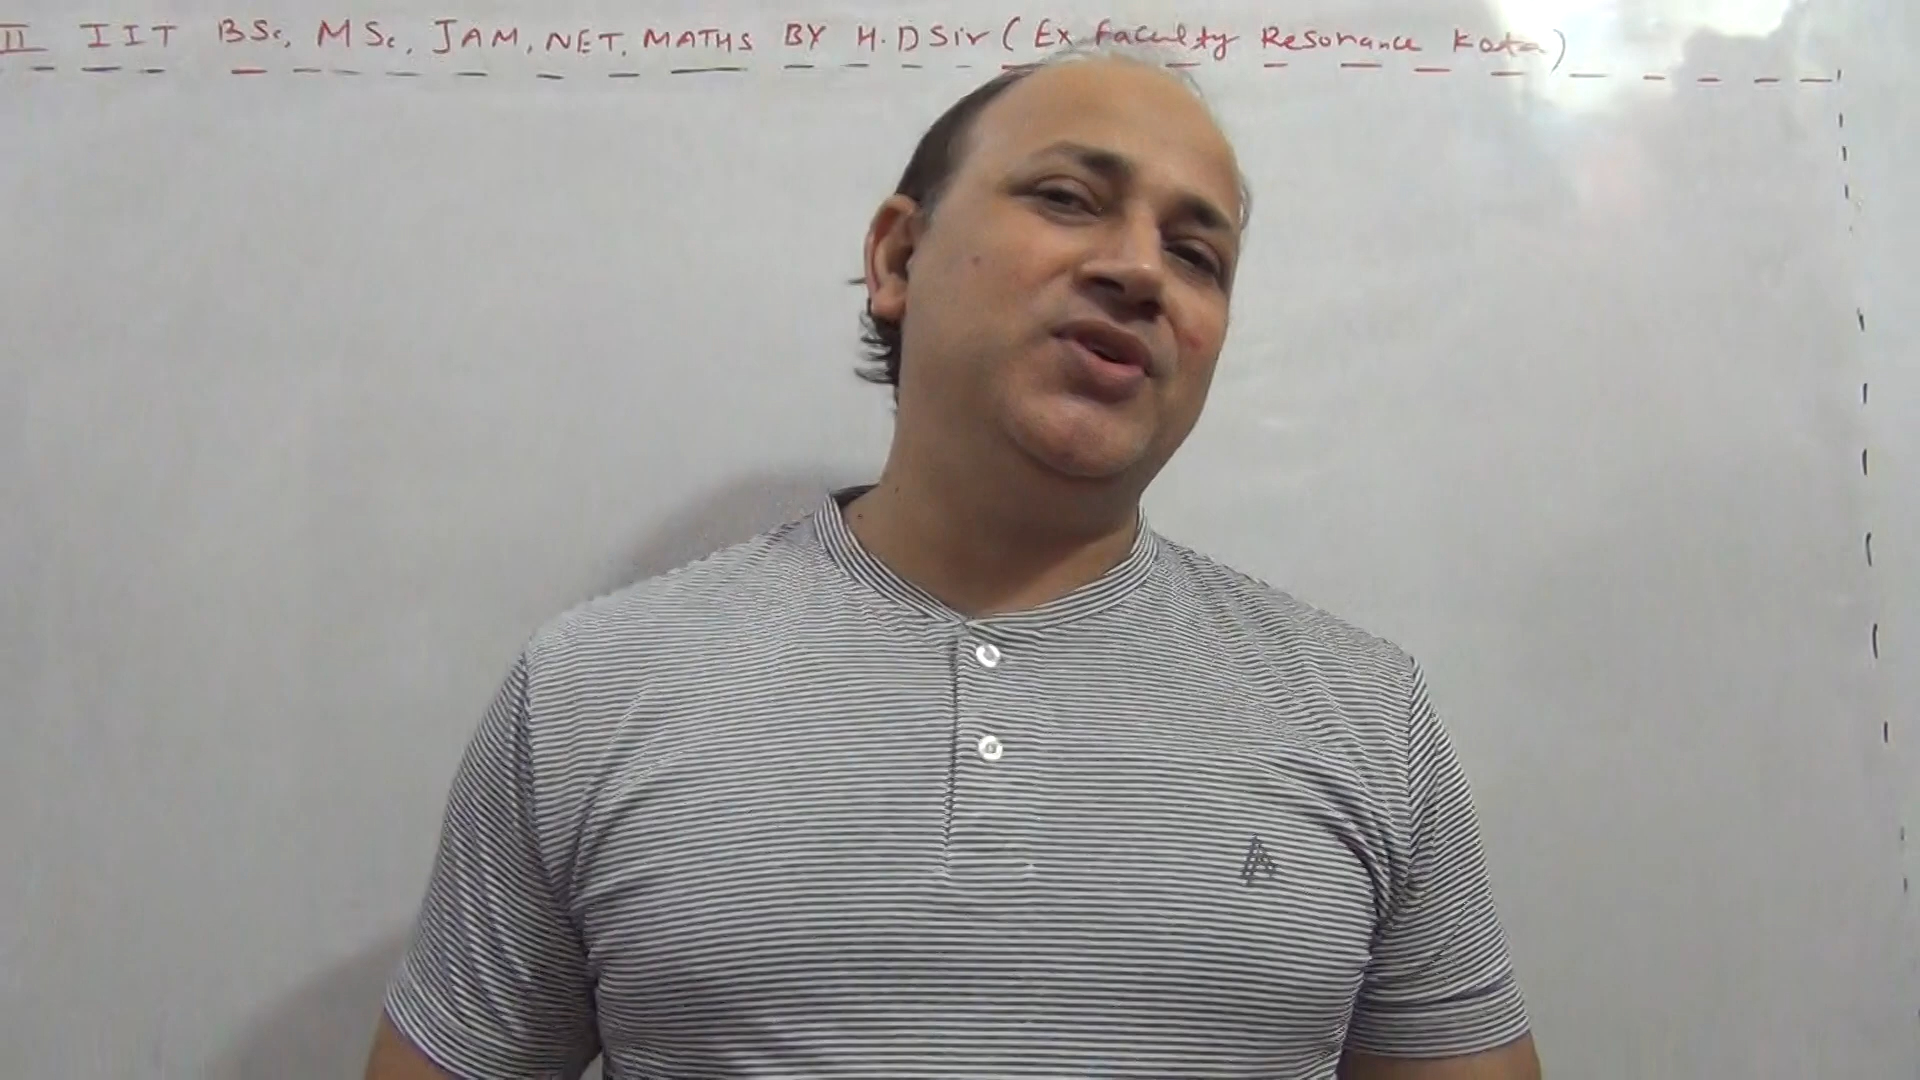 II IIT BSc, MSc, JAM, NET, MATHS BY H.D Sir (Ex faculty Resonance Kota)